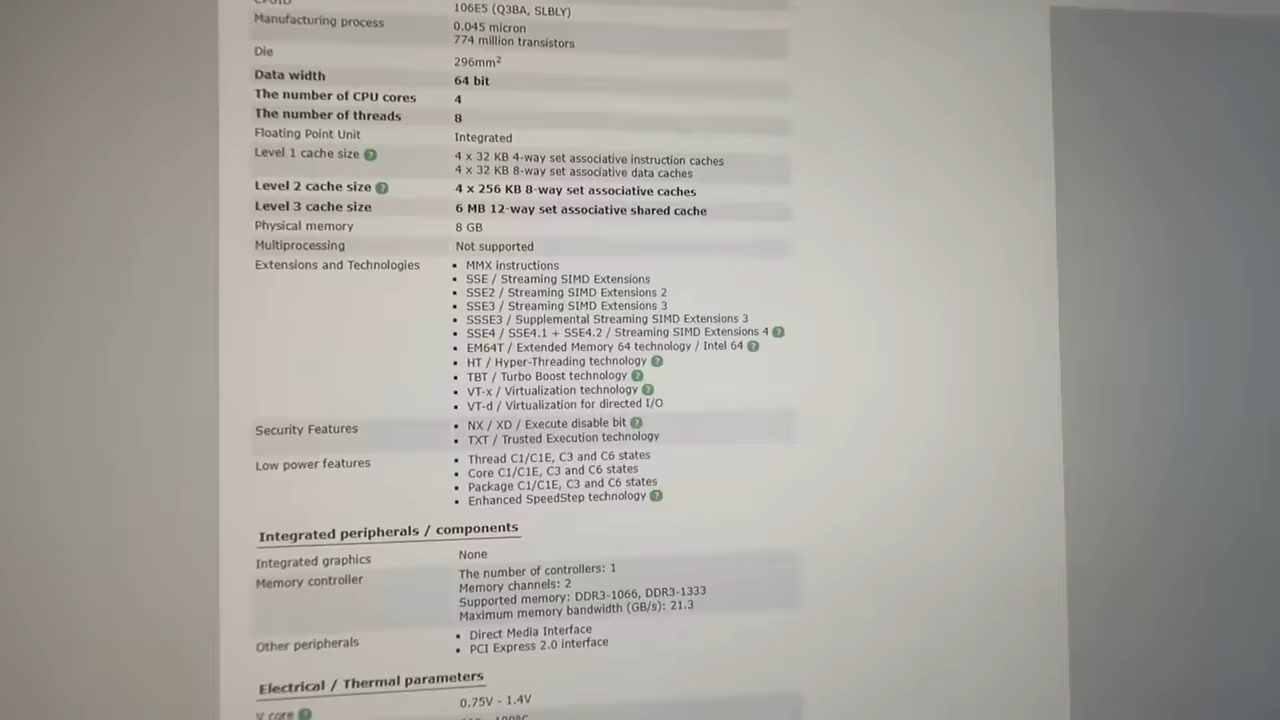 CPUID
106E5 (Q3BA, SLBLY)
Manufacturing process
0.045 micron
774 million transistors
Die
296mm²
Data width
64 bit
The number of CPU cores
4
The number of threads
8
Floating Point Unit
Integrated
Level 1 cache size ?
4 x 32 KB 4-way set associative instruction caches
4 x 32 KB 8-way set associative data caches
Level 2 cache size ?
4 x 256 KB 8-way set associative caches
Level 3 cache size
6 MB 12-way set associative shared cache
Physical memory
8 GB
Multiprocessing
Not supported
Extensions and Technologies
▪ MMX instructions
▪ SSE / Streaming SIMD Extensions
▪ SSE2 / Streaming SIMD Extensions 2
▪ SSE3 / Streaming SIMD Extensions 3
▪ SSSE3 / Supplemental Streaming SIMD Extensions 3
▪ SSE4 / SSE4.1 + SSE4.2 / Streaming SIMD Extensions 4 ?
▪ EM64T / Extended Memory 64 technology / Intel 64 ?
▪ HT / Hyper-Threading technology ?
▪ TBT / Turbo Boost technology ?
▪ VT-x / Virtualization technology ?
▪ VT-d / Virtualization for directed I/O
Security Features
▪ NX / XD / Execute disable bit ?
▪ TXT / Trusted Execution technology
Low power features
▪ Thread C1/C1E, C3 and C6 states
▪ Core C1/C1E, C3 and C6 states
▪ Package C1/C1E, C3 and C6 states
▪ Enhanced SpeedStep technology ?
Integrated peripherals / components
Integrated graphics
None
Memory controller
The number of controllers: 1
Memory channels: 2
Supported memory: DDR3-1066, DDR3-1333
Maximum memory bandwidth (GB/s): 21.3
Other peripherals
▪ Direct Media Interface
▪ PCI Express 2.0 interface
Electrical / Thermal parameters
V core ?
0.75V - 1.4V